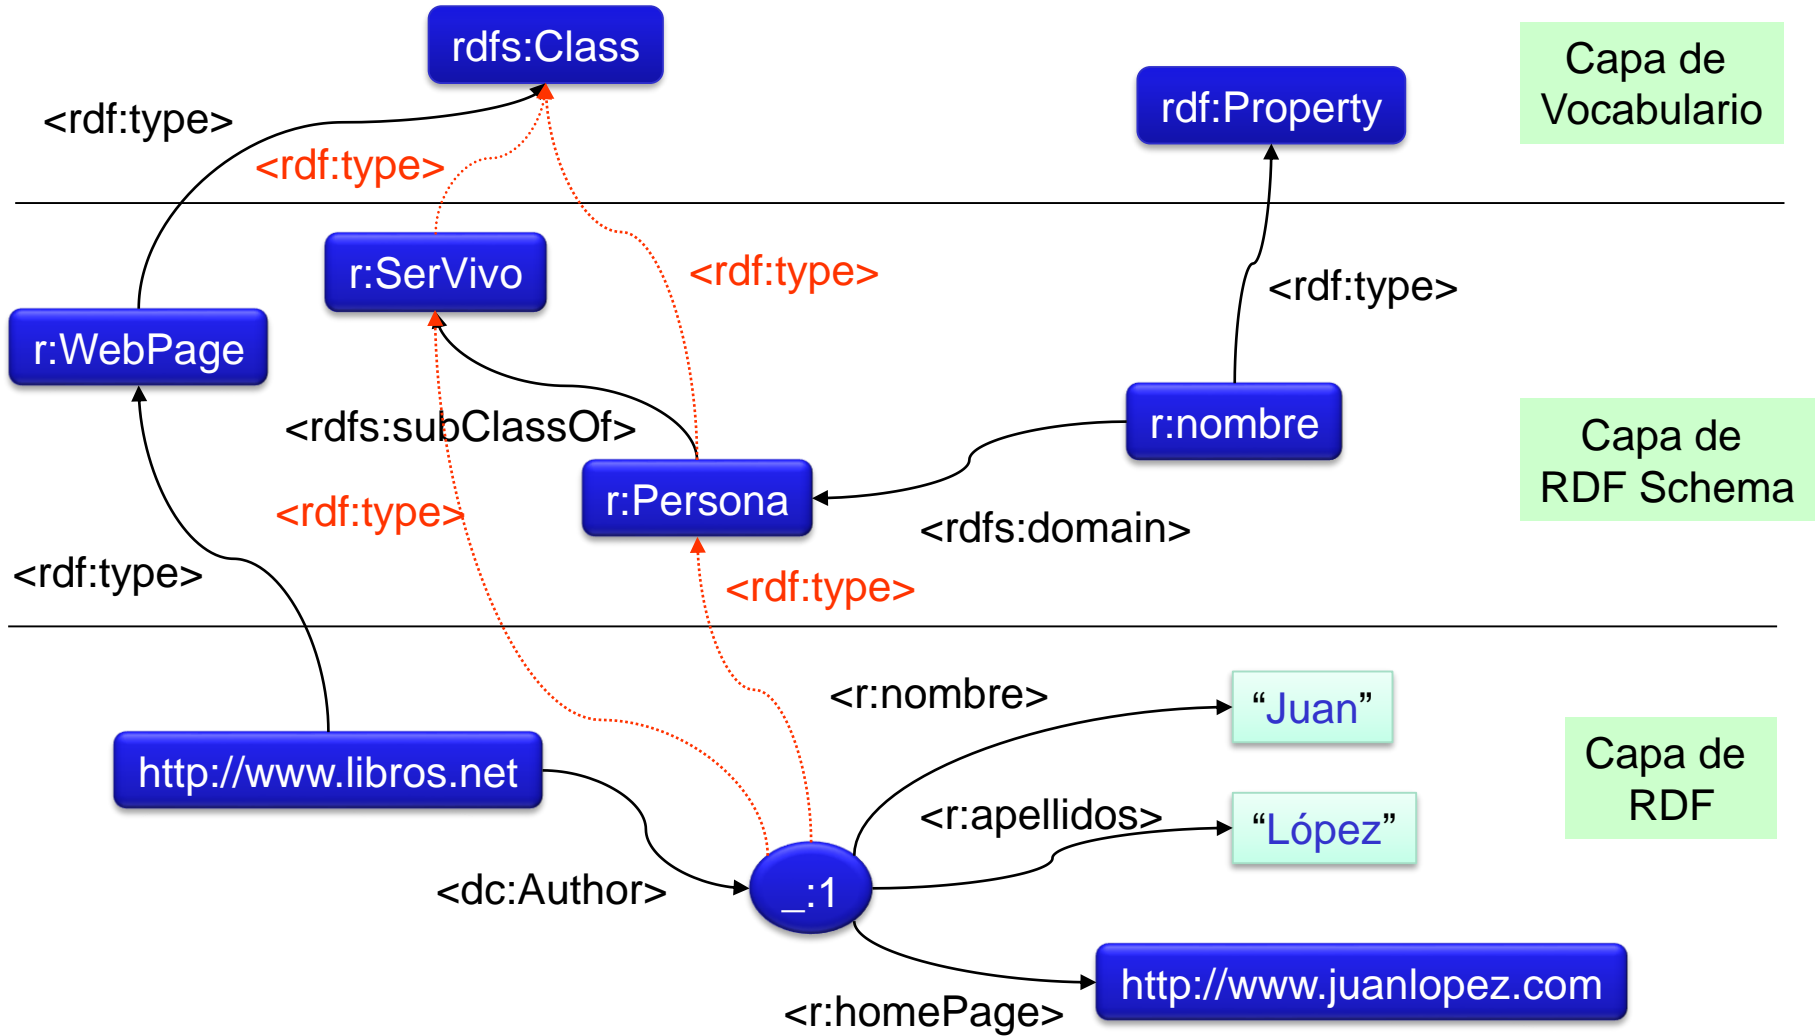 rdfs:Class
Capa de
Vocabulario
rdf:Property
<rdf:type>
<rdf:type>
r:SerVivo
<rdf:type>
<rdf:type>
r:WebPage
<rdfs:subClassOf>
r:nombre
Capa de
RDF Schema
r:Persona
<rdf:type>
<rdfs:domain>
<rdf:type>
<rdf:type>
<r:nombre>
“Juan”
http://www.libros.net
Capa de
RDF
<r:apellidos>
“López”
<dc:Author>
_:1
http://www.juanlopez.com
<r:homePage>